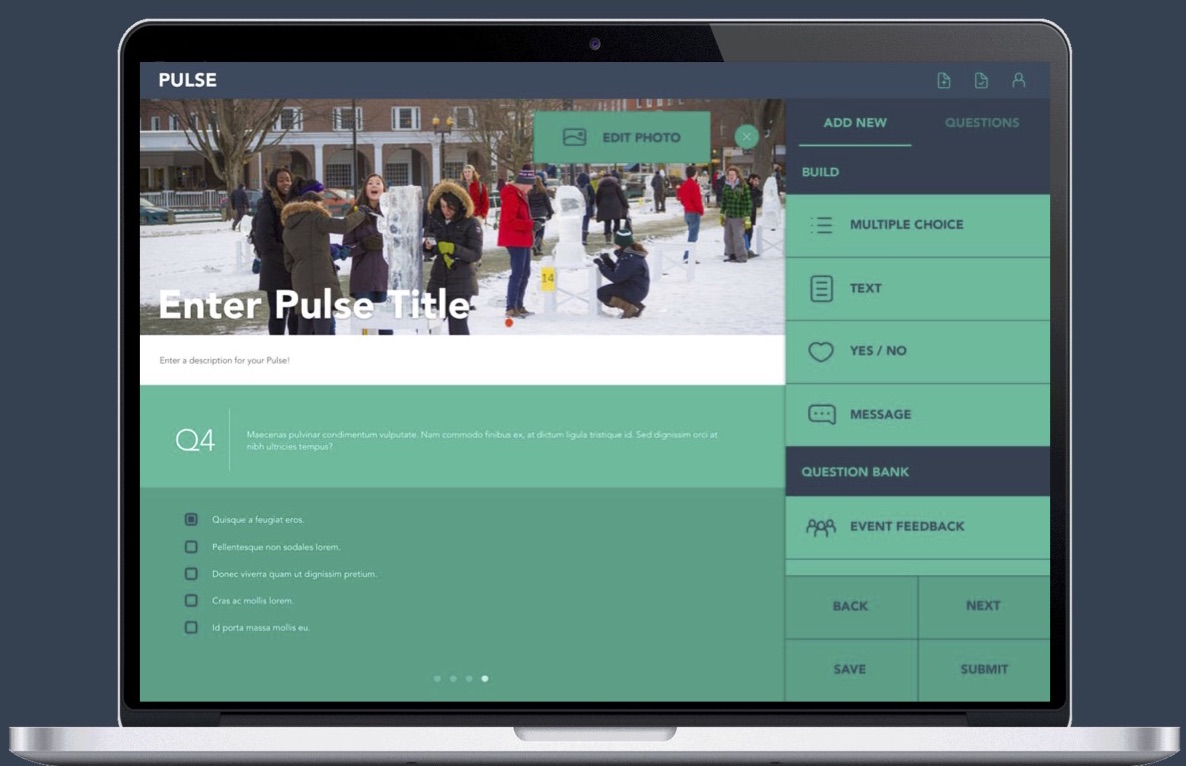 PULSE
EDIT PHOTO
Enter Pulse Title
14
Enter a description for your Pulse!
Q4
Maecenas pulvinar condimentum vulputate. Nam commodo finibus ex, at dictum ligula tristique id. Sed dignissim orci at
nibh ultricies tempus?
Quisque a feugiat eros.
Pellentesque non sodales lorem.
Donec viverra quam ut dignissim pretium.
Cras ac mollis lorem.
Id porta massa mollis eu.
ADD NEW
QUESTIONS
BUILD
MULTIPLE CHOICE
TEXT
YES / NO
MESSAGE
QUESTION BANK
EVENT FEEDBACK
BACK
NEXT
SAVE
SUBMIT